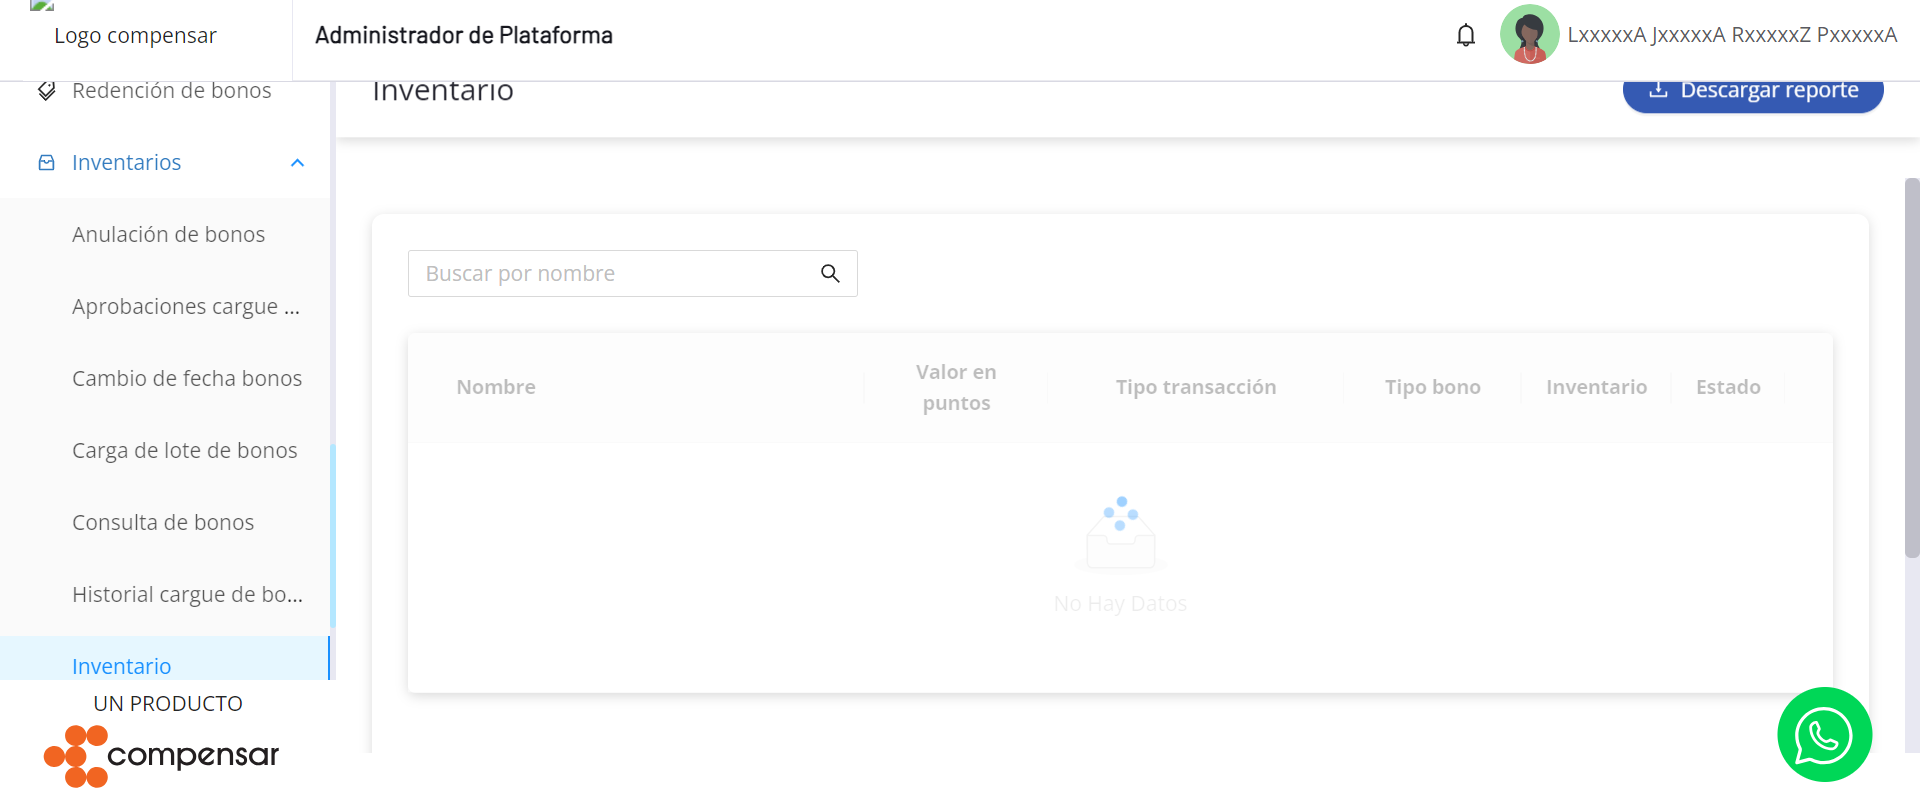 Logo compensar
Administrador de Plataforma
LxxxxxA JxxxxxA RxxxxxZ PxxxxxA
Redención de bonos
Inventarios
Anulación de bonos
Aprobaciones cargue ...
Cambio de fecha bonos
Carga de lote de bonos
Consulta de bonos
Historial cargue de bo...
Inventario
UN PRODUCTO
compensar
Inventario
Descargar reporte
Buscar por nombre
Nombre
Valor en
puntos
Tipo transacción
Tipo bono
Inventario
Estado
No Hay Datos